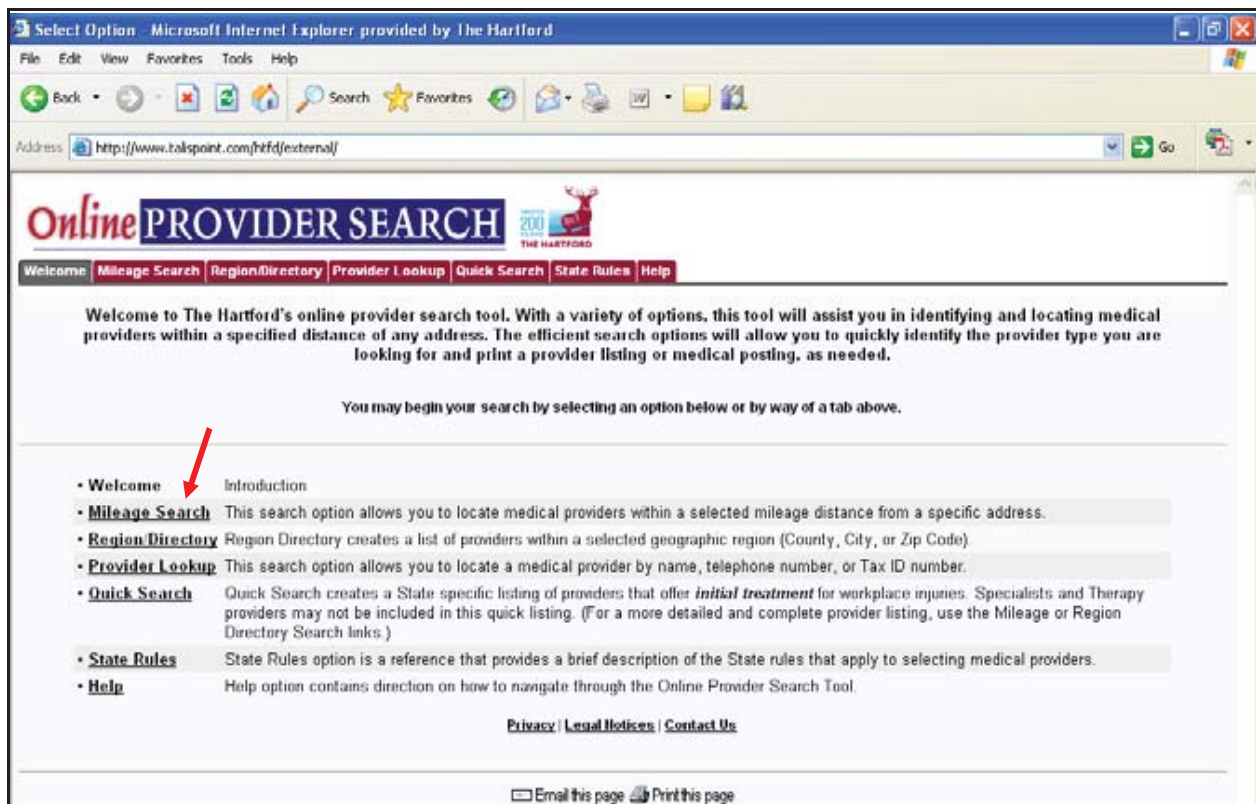 Select Option - Microsoft Internet Explorer provided by The Hartford
File Edit View Favorites Tools Help
Back Search Favorites
Address http://www.talispoint.com/htfd/external/ Go
Online PROVIDER SEARCH
200
THE HARTFORD
Welcome Mileage Search Region/Directory Provider Lookup Quick Search State Rules Help
Welcome to The Hartford's online provider search tool. With a variety of options, this tool will assist you in identifying and locating medical
providers within a specified distance of any address. The efficient search options will allow you to quickly identify the provider type you are
looking for and print a provider listing or medical posting, as needed.
You may begin your search by selecting an option below or by way of a tab above.
• Welcome Introduction
• Mileage Search This search option allows you to locate medical providers within a selected mileage distance from a specific address.
• Region/Directory Region Directory creates a list of providers within a selected geographic region (County, City, or Zip Code).
• Provider Lookup This search option allows you to locate a medical provider by name, telephone number, or Tax ID number.
• Quick Search Quick Search creates a State specific listing of providers that offer initial treatment for workplace injuries. Specialists and Therapy
providers may not be included in this quick listing. (For a more detailed and complete provider listing, use the Mileage or Region
Directory Search links.)
• State Rules State Rules option is a reference that provides a brief description of the State rules that apply to selecting medical providers.
• Help Help option contains direction on how to navigate through the Online Provider Search Tool.
Privacy | Legal Notices | Contact Us
Email this page Print this page